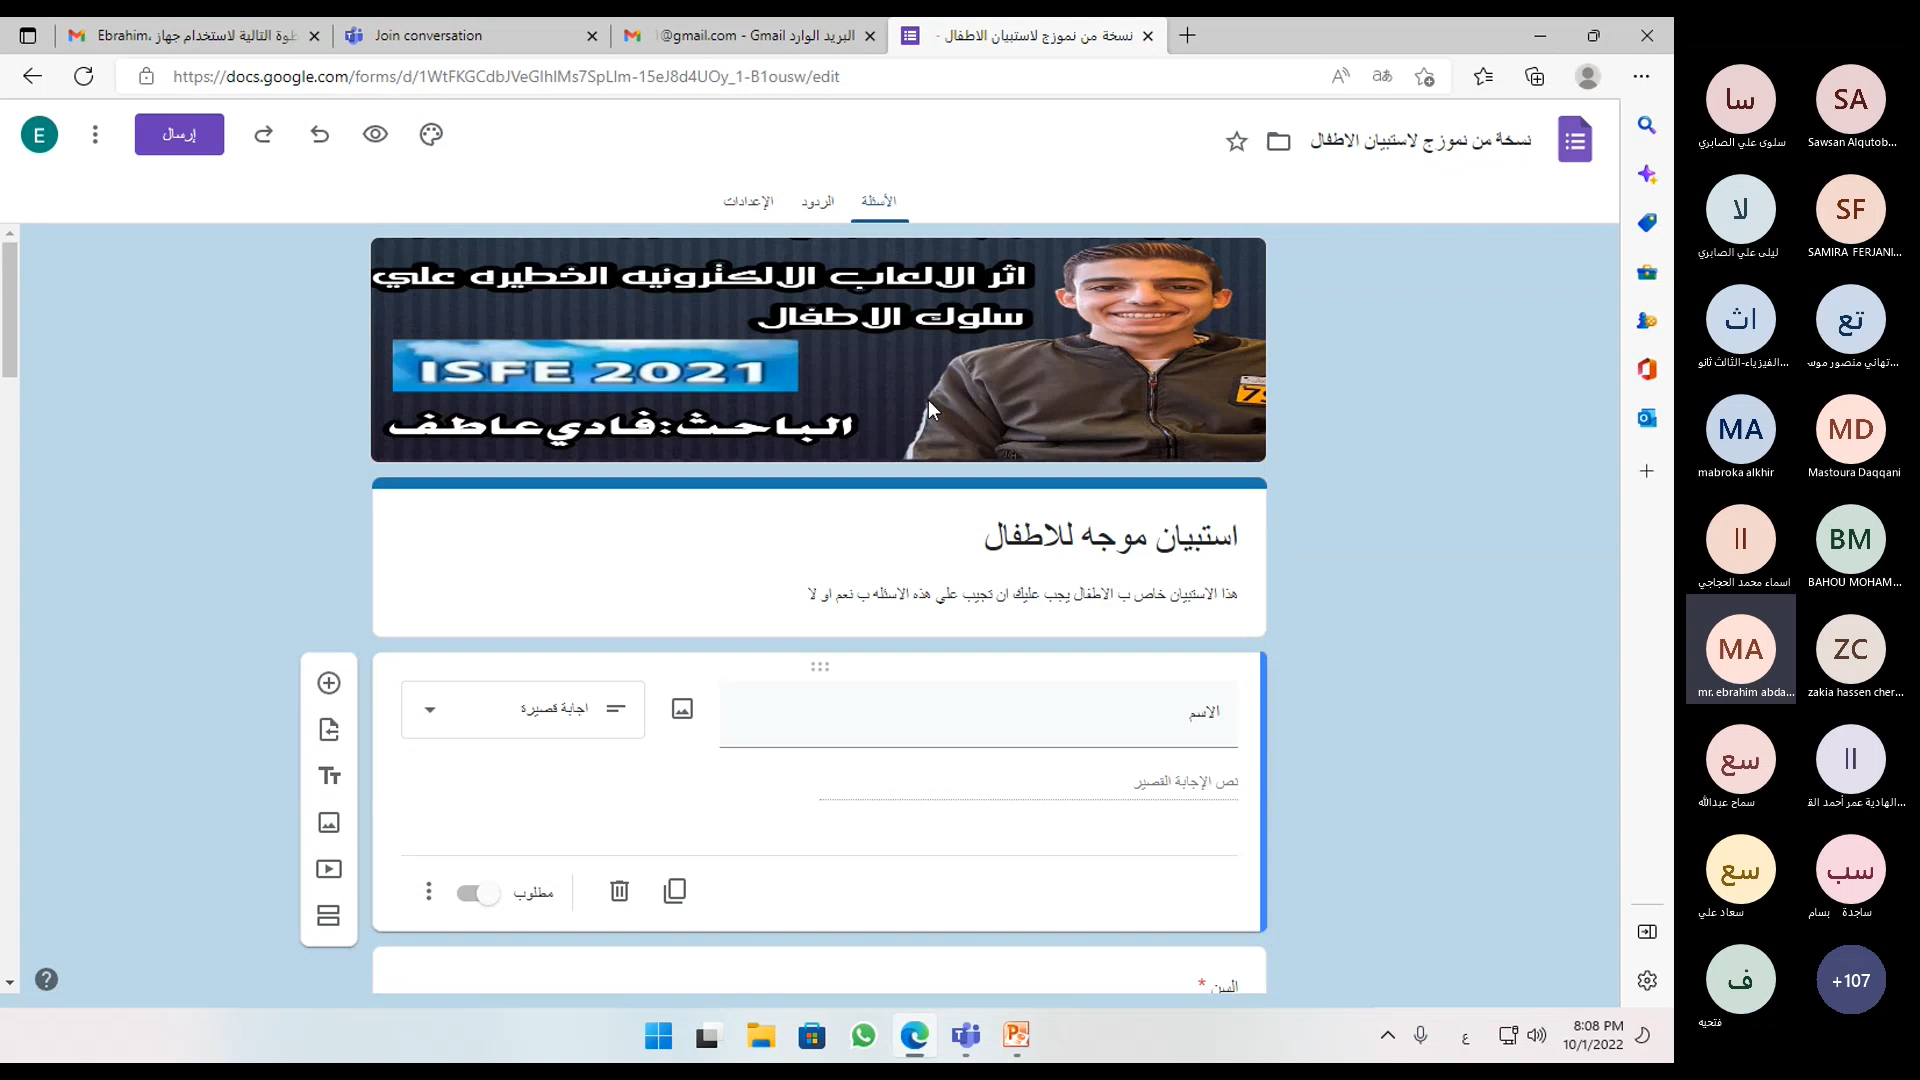 Ebrahim، طوة التالية لاستخدام جهاز
Join conversation
@gmail.com - Gmail البريد الوارد
نسخة من نموزج لاستبيان الاطفال -
https://docs.google.com/forms/d/1WtFKGCdbJVeGIhIMs7SpLlm-15eJ8d4UOy_1-B1ousw/edit
E
إرسال
نسخة من نموزج لاستبيان الاطفال
الأسئلة
الردود
الإعدادات
اثر الالعاب الالكترونيه الخطيره علي
سلوك الاطفال
ISFE 2021
الباحث:فادي عاطف
استبيان موجه للاطفال
هذا الاستبيان خاص ب الاطفال يجب عليك ان تجيب علي هذه الاسئله ب نعم او لا
الاسم
اجابة قصيرة
نص الإجابة القصير
مطلوب
السن *
8:08 PM
10/1/2022
ع
سا
سلوى علي الصابري
SA
Sawsan Alqutob...
لا
ليلى علي الصابري
SF
SAMIRA FERJANI...
اث
الفيزياء-الثالث ثانو...
تع
تهاني منصور موسـ...
MA
mabroka alkhir
MD
Mastoura Daqqani
اا
اسماء محمد الحجاجي
BM
BAHOU MOHAM...
MA
mr. ebrahim abda...
ZC
zakia hassen cher...
سع
سماح عبدالله
اا
الهادية عمر أحمد الق...
سع
سعاد علي
سب
ساجدة بسام
ف
فتحيه
+107